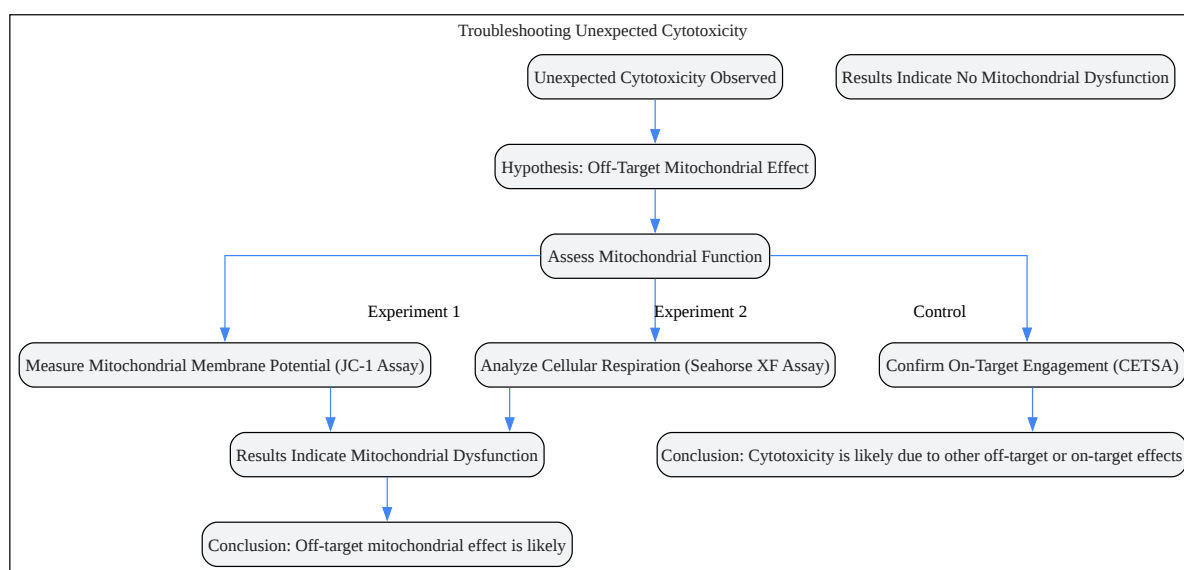 Troubleshooting Unexpected Cytotoxicity
Unexpected Cytotoxicity Observed
Results Indicate No Mitochondrial Dysfunction
Hypothesis: Off-Target Mitochondrial Effect
Assess Mitochondrial Function
Experiment 1
Experiment 2
Control
Measure Mitochondrial Membrane Potential (JC-1 Assay)
Analyze Cellular Respiration (Seahorse XF Assay)
Confirm On-Target Engagement (CETSA)
Results Indicate Mitochondrial Dysfunction
Conclusion: Cytotoxicity is likely due to other off-target or on-target effects
Conclusion: Off-target mitochondrial effect is likely